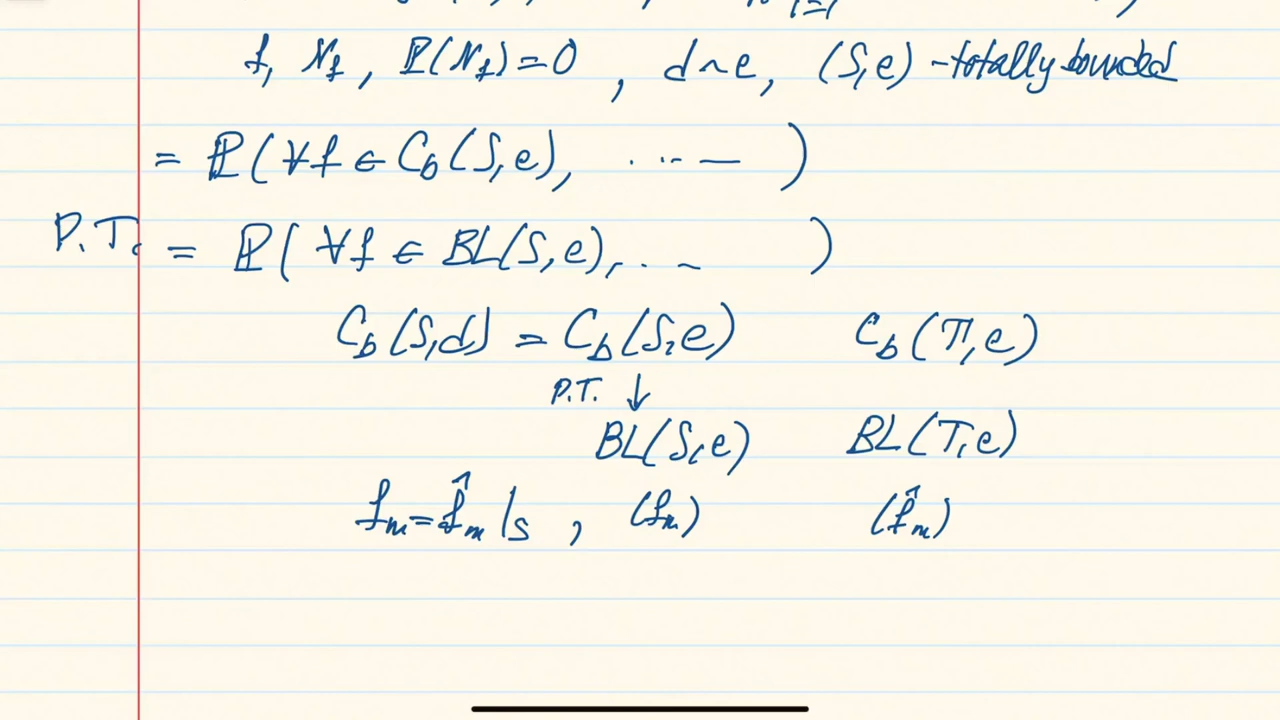 f, N_f, ℙ(N_f)=0, d~e, (S,e) -totally bounded
= ℙ(∀f ∈ C_b(S,e), ... — )
P.T. = ℙ(∀f ∈ BL(S,e), .. ~ )
C_b(S,d) = C_b(S,e) C_b(T,e)
P.T. ↓
BL(S,e) BL(T,e)
f_m = f̂_m|_S , (f_m) (f̂_m)